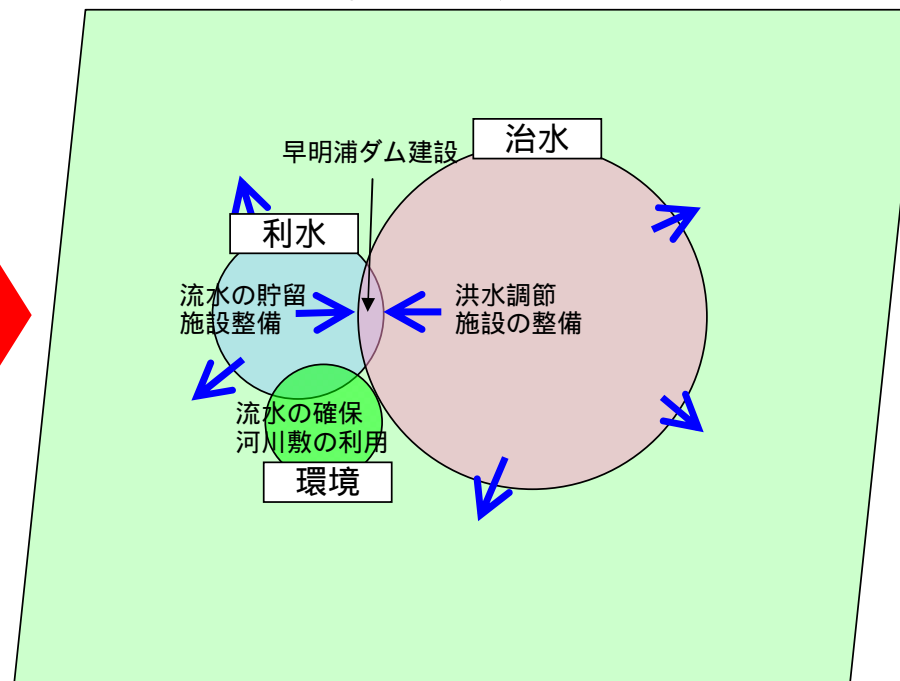 治水
早明浦ダム建設
利水
流水の貯留
施設整備
洪水調節
施設の整備
流水の確保
河川敷の利用
環境